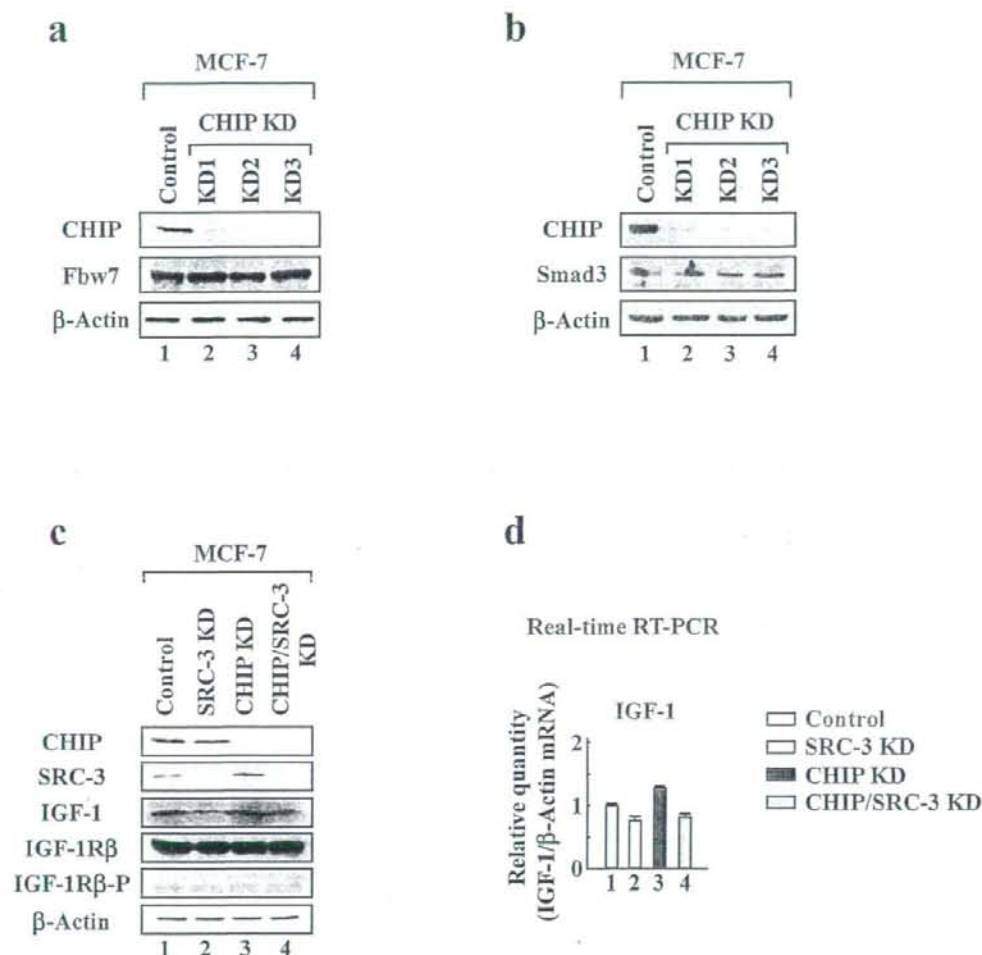 a
MCF-7
CHIP KD
Control
KD1
KD2
KD3
CHIP
Fbw7
β-Actin
1 2 3 4
b
MCF-7
CHIP KD
Control
KD1
KD2
KD3
CHIP
Smad3
β-Actin
1 2 3 4
c
MCF-7
Control
SRC-3 KD
CHIP KD
CHIP/SRC-3
KD
CHIP
SRC-3
IGF-1
IGF-1Rβ
IGF-1Rβ-P
β-Actin
1 2 3 4
d
Real-time RT-PCR
IGF-1
Relative quantity
(IGF-1/β-Actin mRNA)
2
1
0
1 2 3 4
Control
SRC-3 KD
CHIP KD
CHIP/SRC-3 KD